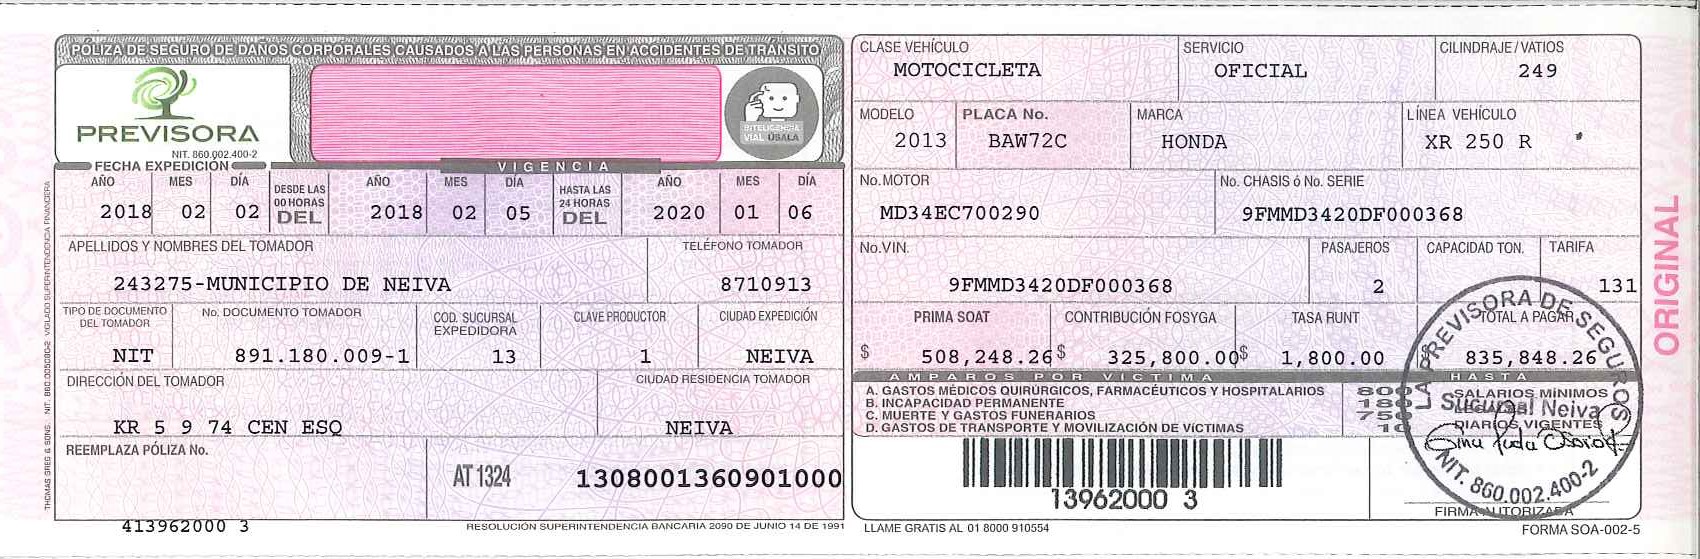 POLIZA DE SEGURO DE DAÑOS CORPORALES CAUSADOS A LAS PERSONAS EN ACCIDENTES DE TRÁNSITO
PREVISORA
NIT. 860.002.400-2
INTELIGENCIA
VIAL ÚSALA
FECHA EXPEDICIÓN
VIGENCIA
AÑO MES DÍA DESDE LAS 00 HORAS DEL AÑO MES DÍA HASTA LAS 24 HORAS DEL AÑO MES DÍA
2018 02 02 2018 02 05 2020 01 06
APELLIDOS Y NOMBRES DEL TOMADOR TELÉFONO TOMADOR
243275-MUNICIPIO DE NEIVA 8710913
TIPO DE DOCUMENTO DEL TOMADOR No. DOCUMENTO TOMADOR COD. SUCURSAL EXPEDIDORA CLAVE PRODUCTOR CIUDAD EXPEDICIÓN
NIT 891.180.009-1 13 1 NEIVA
DIRECCIÓN DEL TOMADOR CIUDAD RESIDENCIA TOMADOR
KR 5 9 74 CEN ESQ NEIVA
REEMPLAZA PÓLIZA No.
AT 1324 1308001360901000
413962000 3
RESOLUCIÓN SUPERINTENDENCIA BANCARIA 2090 DE JUNIO 14 DE 1991
THOMAS GREG & SONS. NIT. 860.005080-2 VIGILADO SUPERINTENDENCIA FINANCIERA
CLASE VEHÍCULO SERVICIO CILINDRAJE/VATIOS
MOTOCICLETA OFICIAL 249
MODELO PLACA No. MARCA LÍNEA VEHÍCULO
2013 BAW72C HONDA XR 250 R
No.MOTOR No. CHASIS ó No. SERIE
MD34EC700290 9FMMD3420DF000368
No.VIN. PASAJEROS CAPACIDAD TON. TARIFA
9FMMD3420DF000368 2 131
PRIMA SOAT CONTRIBUCIÓN FOSYGA TASA RUNT TOTAL A PAGAR
$ 508,248.26 $ 325,800.00 $ 1,800.00 835,848.26
AMPAROS POR VICTIMA HASTA
A. GASTOS MÉDICOS QUIRÚRGICOS, FARMACÉUTICOS Y HOSPITALARIOS 800 SALARIOS MÍNIMOS
B. INCAPACIDAD PERMANENTE 180
C. MUERTE Y GASTOS FUNERARIOS 750
D. GASTOS DE TRANSPORTE Y MOVILIZACIÓN DE VÍCTIMAS 10 DIARIOS VIGENTES
LA PREVISORA DE SEGUROS
Sucursal Neiva
NIT. 860.002.400-2
13962000 3
FIRMA AUTORIZADA
LLAME GRATIS AL 01 8000 910554
FORMA SOA-002-5
ORIGINAL